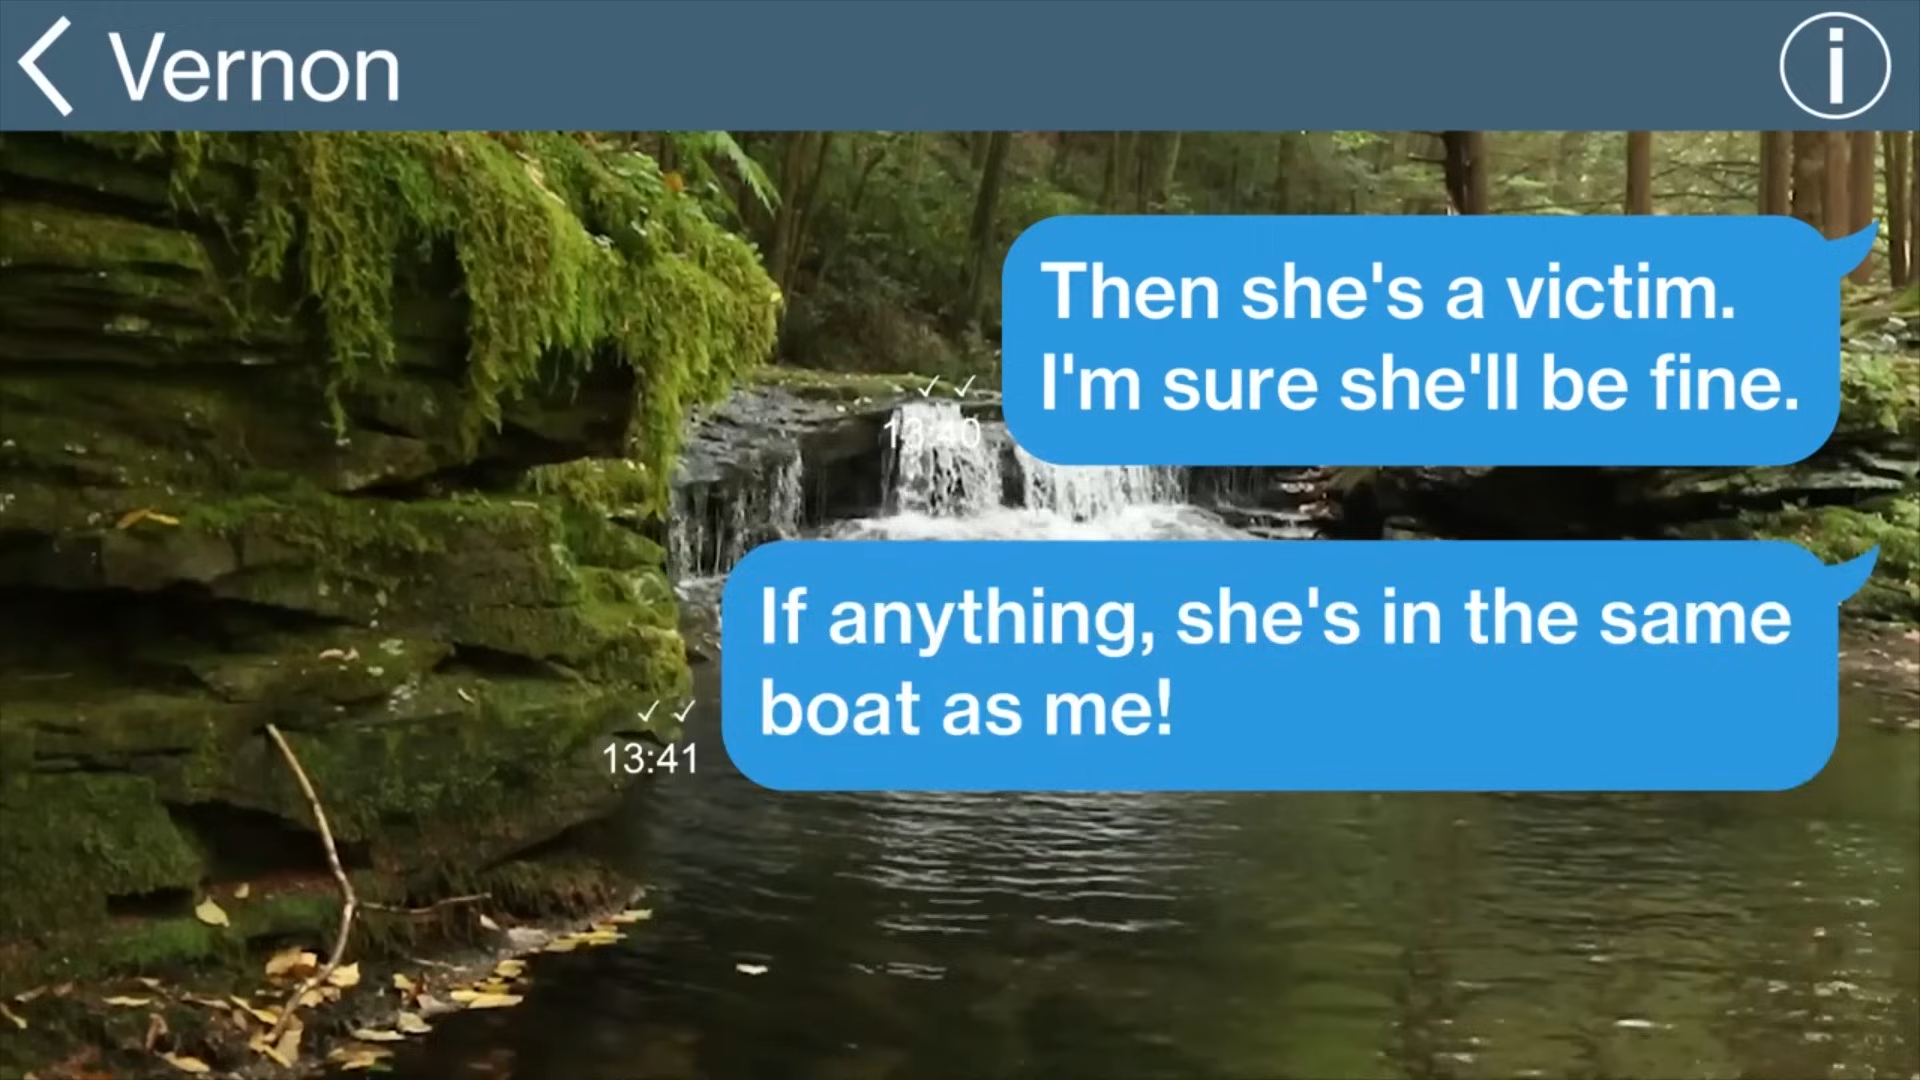 Vernon
i
Then she's a victim.
I'm sure she'll be fine.
13:40
If anything, she's in the same
boat as me!
13:41